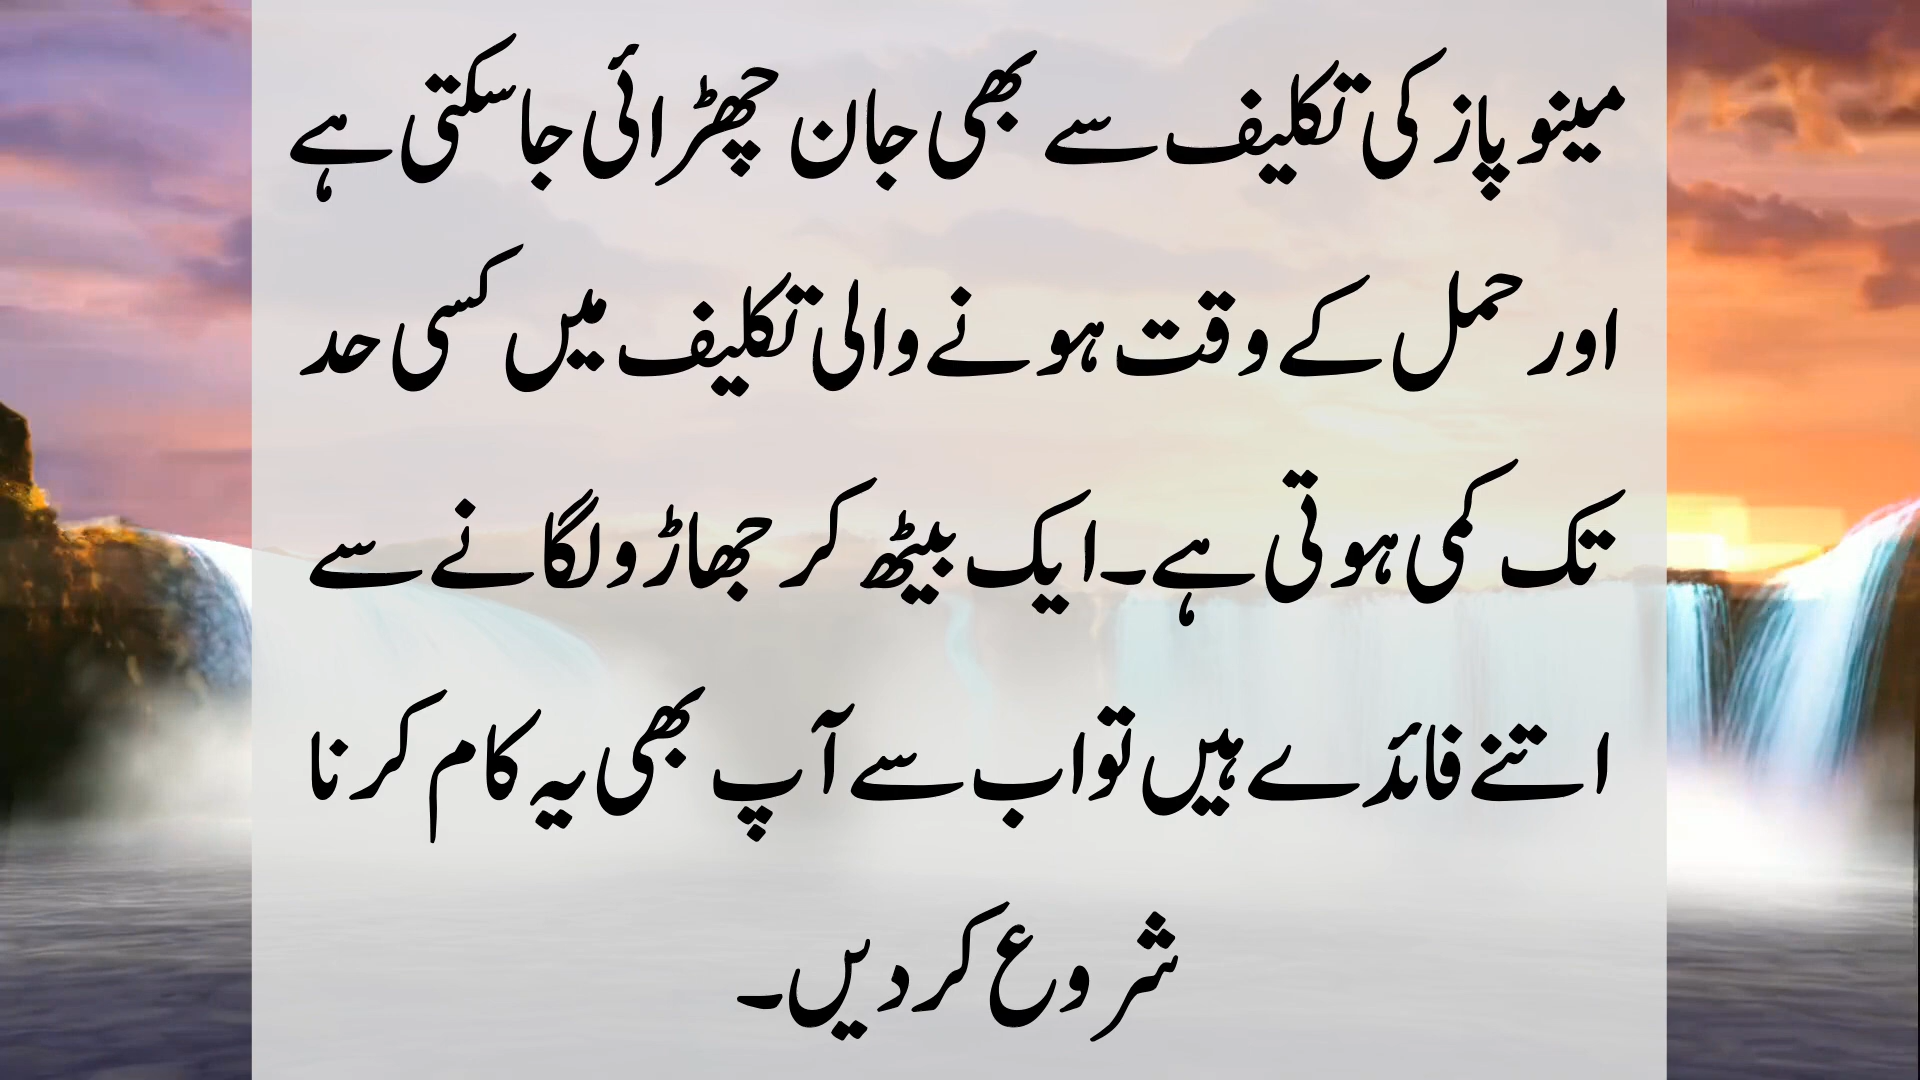 مینوپاز کی تکلیف سے بھی جان چھڑائی جاسکتی ہے
اور حمل کے وقت ہونے والی تکلیف میں کسی حد
تک کمی ہوتی ہے۔ ایک بیٹھ کر جھاڑو لگانے سے
اتنے فائدے ہیں تو اب سے آپ بھی یہ کام کرنا
شروع کردیں۔